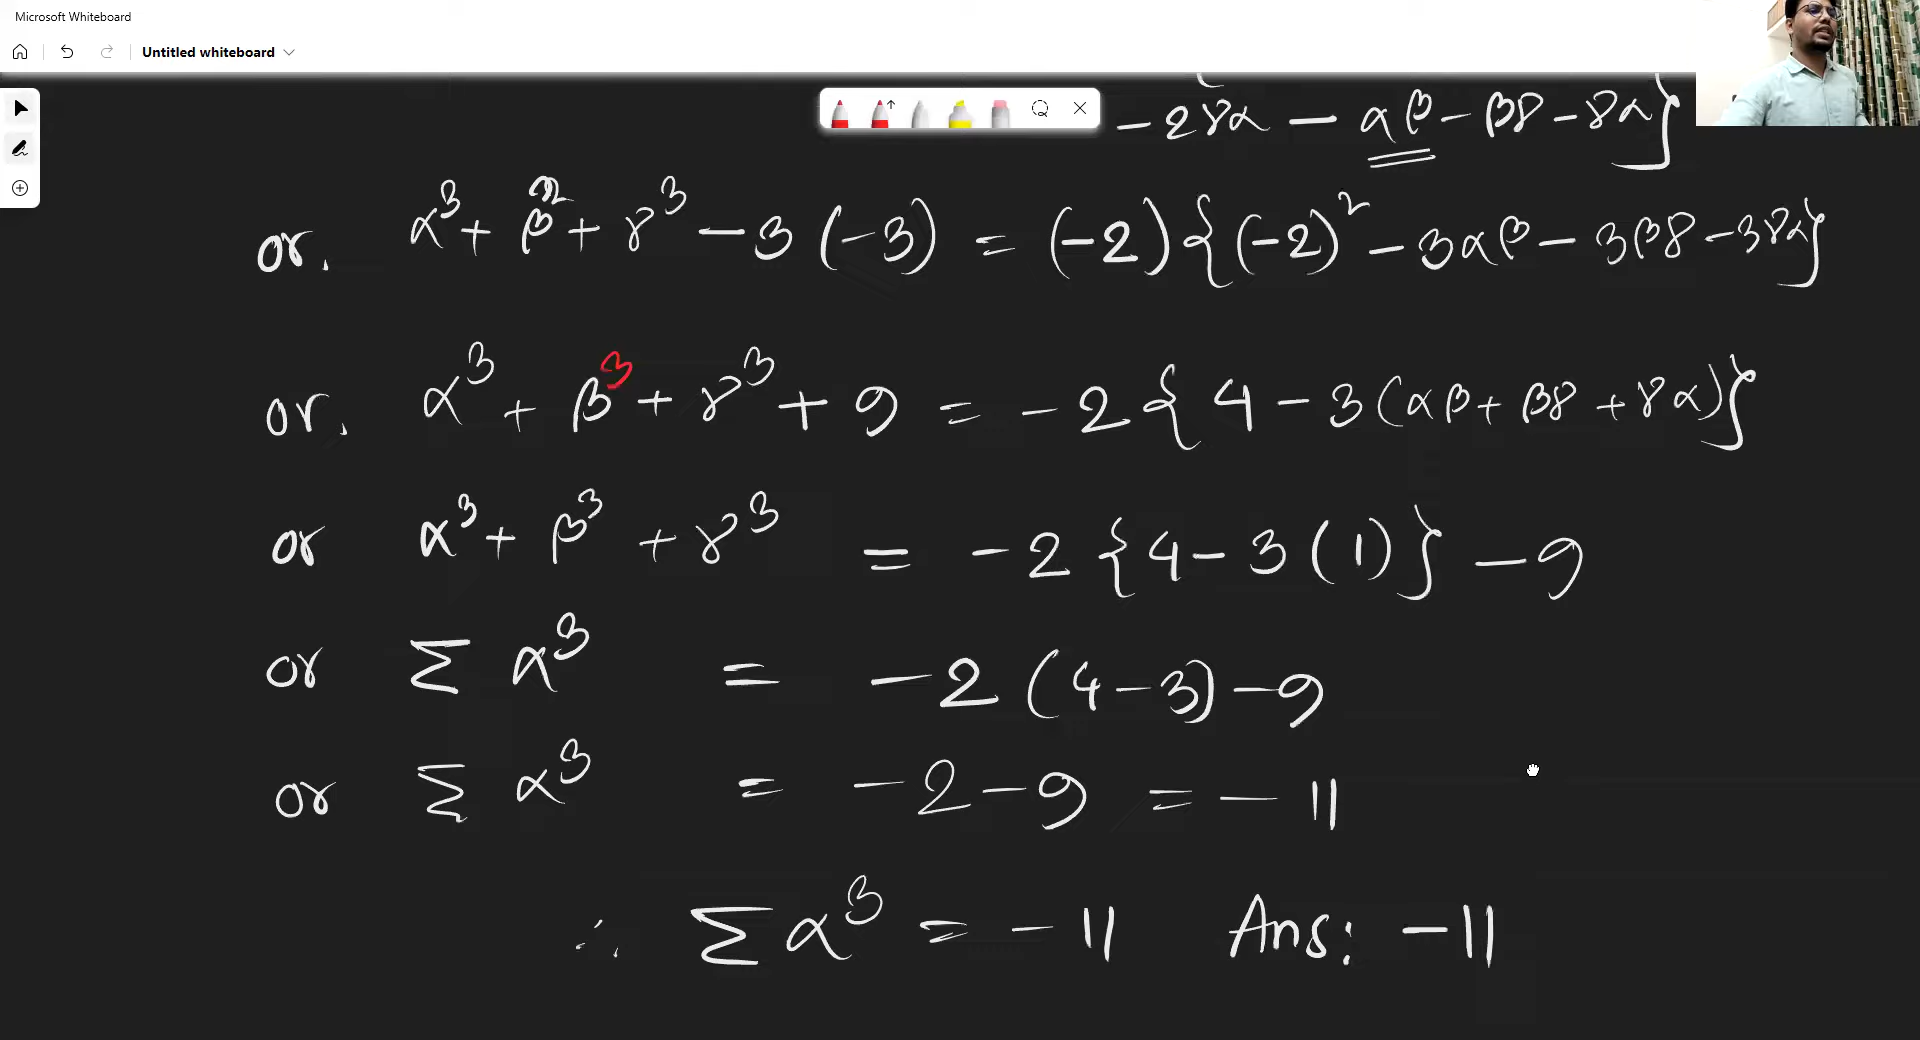 Microsoft Whiteboard
Untitled whiteboard
- 2γα - αβ - βγ - γα}
or. α³ + β² + γ³ - 3 (-3) = (-2) {(-2)² - 3αβ - 3βγ - 3γα}
or. α³ + β³ + γ³ + 9 = -2 { 4 - 3 (αβ + βγ + γα)}
or α³ + β³ + γ³ = -2 {4 - 3 (1)} - 9
or Σ α³ = -2 (4 - 3) - 9
or Σ α³ = -2 - 9 = - 11
∴ Σ α³ = - 11 Ans: - 11